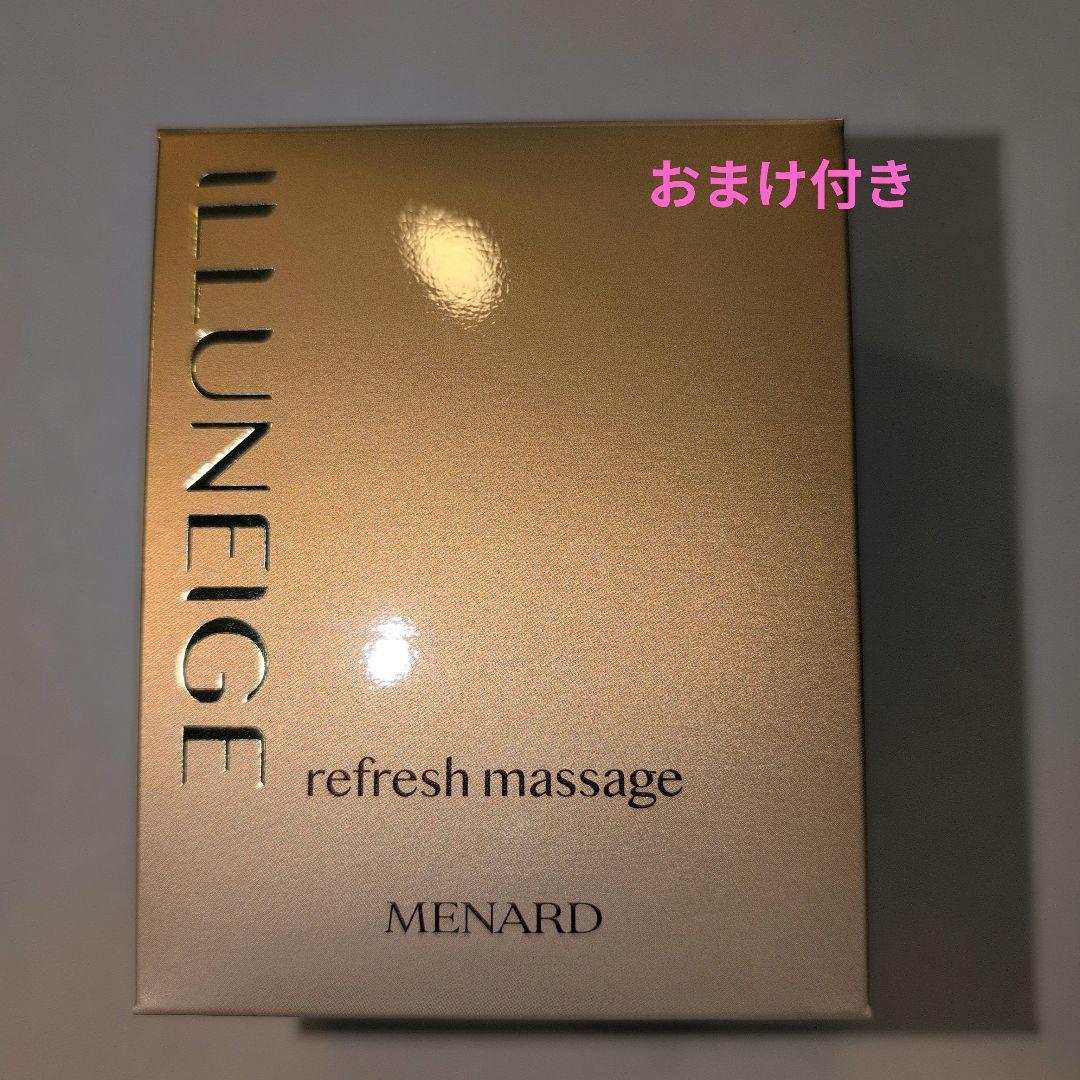 おまけ付き
ILLUNEIGE
refresh massage
MENARD